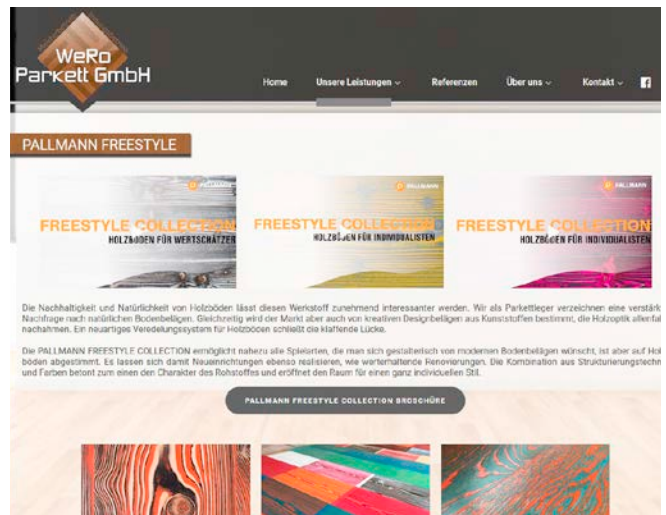 WeRo
Parkett GmbH
Home Unsere Leistungen Referenzen Über uns Kontakt
PALLMANN FREESTYLE
PALLMANN PALLMANN PALLMANN
FREESTYLE COLLECTION FREESTYLE COLLECTION FREESTYLE COLLECTION
HOLZBÖDEN FÜR WERTSCHÄTZER HOLZBÖDEN FÜR INDIVIDUALISTEN HOLZBÖDEN FÜR INDIVIDUALISTEN
Die Nachhaltigkeit und Natürlichkeit von Holzböden lässt diesen Werkstoff zunehmend interessanter werden. Wir als Parkettleger verzeichnen eine verstärk
Nachfrage nach natürlichen Bodenbelägen. Gleichzeitig wird der Markt aber auch von kreativen Designbelägen aus Kunststoffen bestimmt, die Holzoptik allenfal
nachahmen. Ein neuartiges Veredelungssystem für Holzböden schließt die klaffende Lücke.
Die PALLMANN FREESTYLE COLLECTION ermöglicht nahezu alle Spielarten, die man sich gestalterisch von modernen Bodenbelägen wünscht, ist aber auf Hol
böden abgestimmt. Es lassen sich damit Neueinrichtungen ebenso realisieren, wie werterhaltende Renovierungen. Die Kombination aus Strukturierungstechn
und Farben betont zum einen den Charakter des Rohstoffes und eröffnet den Raum für einen ganz individuellen Stil.
PALLMANN FREESTYLE COLLECTION BROSCHÜRE